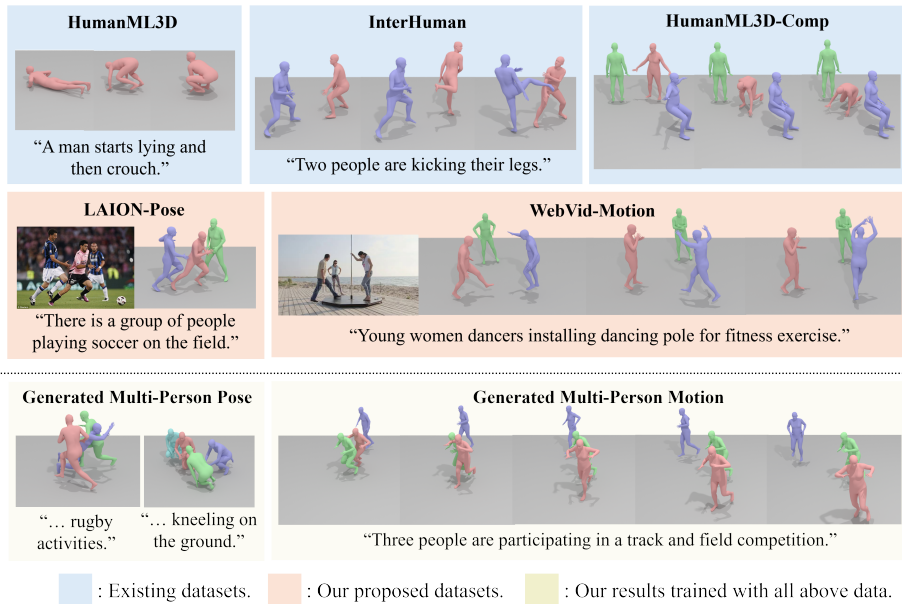 HumanML3D
InterHuman
HumanML3D-Comp
“A man starts lying and
then crouch.”
“Two people are kicking their legs.”
LAION-Pose
WebVid-Motion
“There is a group of people
playing soccer on the field.”
“Young women dancers installing dancing pole for fitness exercise.”
Generated Multi-Person Pose
Generated Multi-Person Motion
“… rugby
activities.”
“… kneeling on
the ground.”
“Three people are participating in a track and field competition.”
: Existing datasets.
: Our proposed datasets.
: Our results trained with all above data.